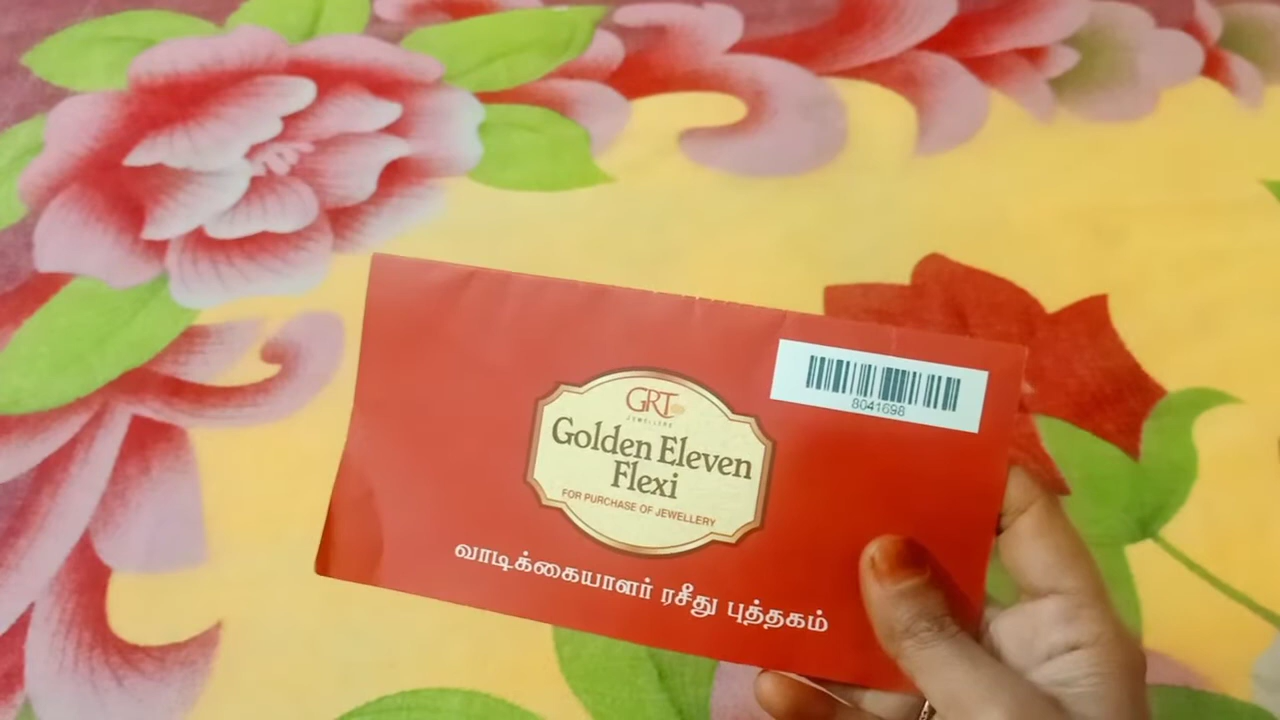 8041698
GRT
JEWELLERS
Golden Eleven
Flexi
FOR PURCHASE OF JEWELLERY
வாடிக்கையாளர் ரசீது புத்தகம்